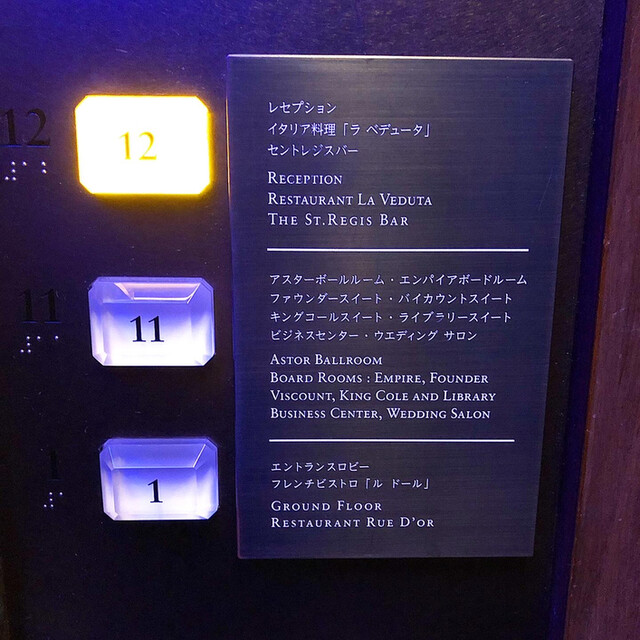 12
12
レセプション
イタリア料理「ラ ベデュータ」
セントレジスバー
RECEPTION
RESTAURANT LA VEDUTA
THE ST.REGIS BAR
11
11
アスターボールルーム・エンパイアボードルーム
ファウンダースイート・バイカウントスイート
キングコールスイート・ライブラリースイート
ビジネスセンター・ウエディング サロン
ASTOR BALLROOM
BOARD ROOMS : EMPIRE, FOUNDER
VISCOUNT, KING COLE AND LIBRARY
BUSINESS CENTER, WEDDING SALON
1
1
エントランスロビー
フレンチビストロ「ル ドール」
GROUND FLOOR
RESTAURANT RUE D'OR